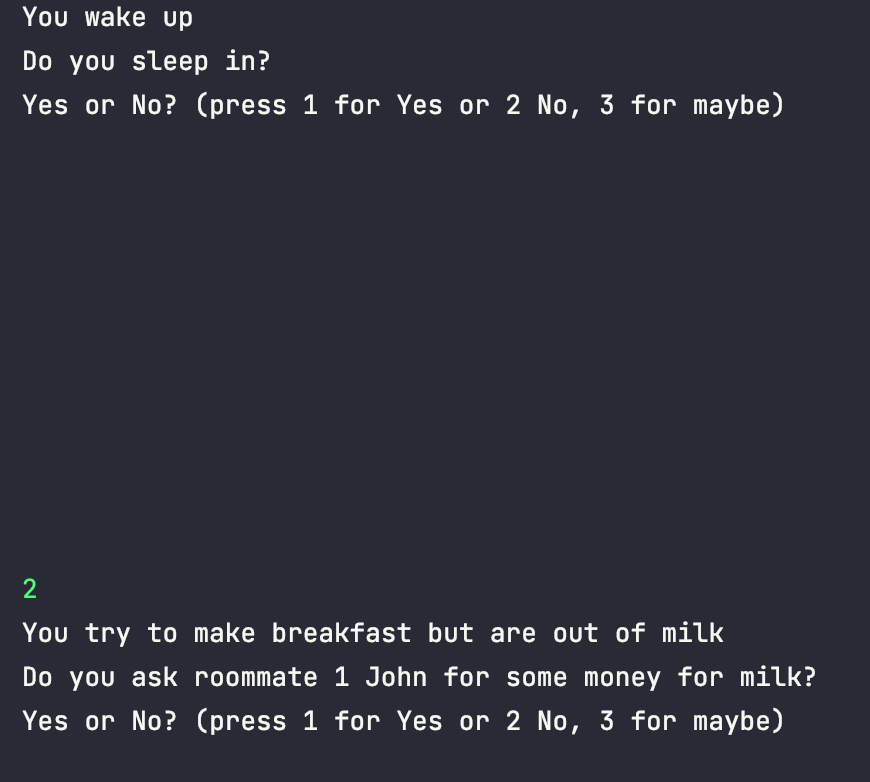 You wake up
Do you sleep in?
Yes or No? (press 1 for Yes or 2 No, 3 for maybe)
2
You try to make breakfast but are out of milk
Do you ask roommate 1 John for some money for milk?
Yes or No? (press 1 for Yes or 2 No, 3 for maybe)